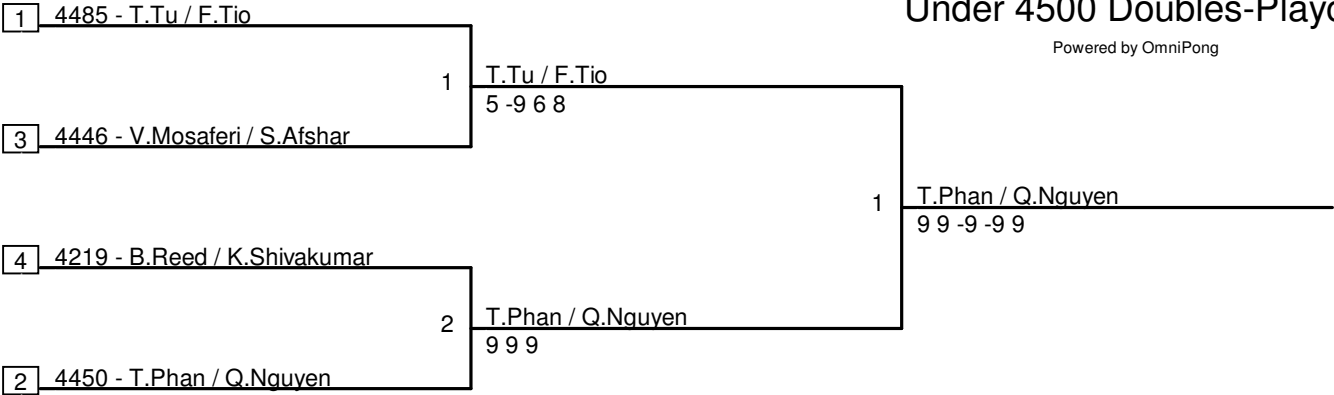 Under 4500 Doubles-Playo
Powered by OmniPong
1 4485 - T.Tu / F.Tio
1 T.Tu / F.Tio
5 -9 6 8
3 4446 - V.Mosaferi / S.Afshar
1 T.Phan / Q.Nguyen
9 9 -9 -9 9
4 4219 - B.Reed / K.Shivakumar
2 T.Phan / Q.Nguyen
9 9 9
2 4450 - T.Phan / Q.Nguyen